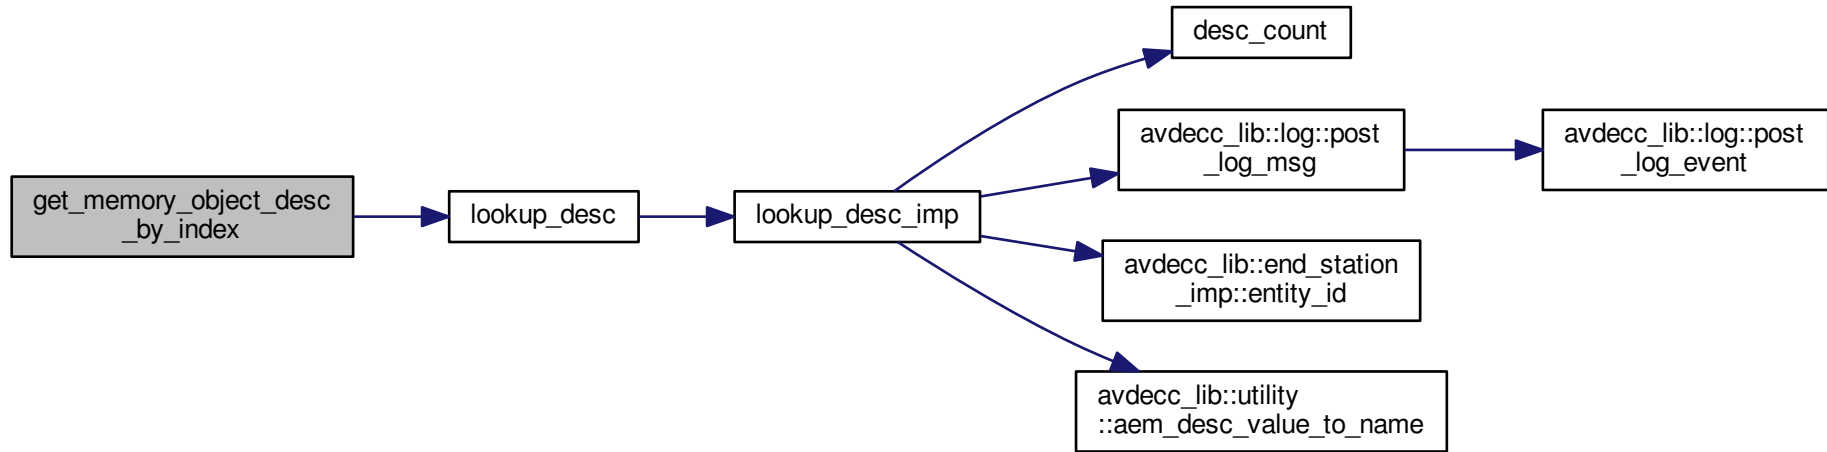 get_memory_object_desc
_by_index
lookup_desc
lookup_desc_imp
desc_count
avdecc_lib::log::post
_log_msg
avdecc_lib::log::post
_log_event
avdecc_lib::end_station
_imp::entity_id
avdecc_lib::utility
::aem_desc_value_to_name